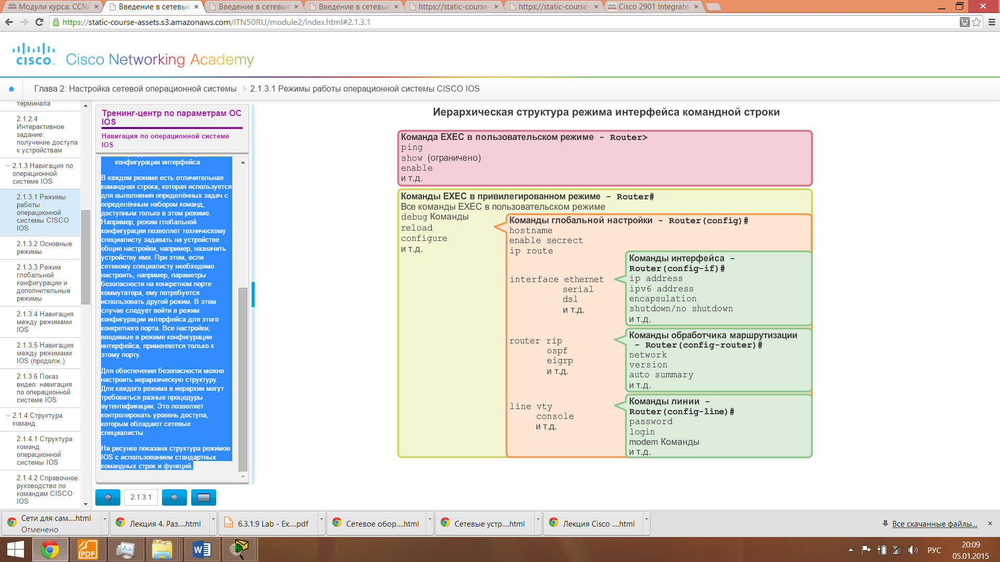 Модули курса: CCNA
Введение в сетевые
Введение в сетевые
Введение в сетевые
https://static-course-
https://static-course-
Cisco 2901 Integrate
https://static-course-assets.s3.amazonaws.com/ITN50RU/module2/index.html#2.1.3.1
cisco.
Cisco Networking Academy
Глава 2: Настройка сетевой операционной системы
2.1.3.1 Режимы работы операционной системы CISCO IOS
терминала
2.1.2.4
Интерактивное
задание:
получение доступа
к устройствам
2.1.3 Навигация по
операционной
системе IOS
2.1.3.1 Режимы
работы
операционной
системы CISCO
IOS
2.1.3.2 Основные
режимы
2.1.3.3 Режим
глобальной
конфигурации и
дополнительные
режимы
2.1.3.4 Навигация
между режимами
IOS
2.1.3.5 Навигация
между режимами
IOS (продолж.)
2.1.3.6 Показ
видео: навигация
по операционной
системе IOS
2.1.4 Структура
команд
2.1.4.1 Структура
команд
операционной
системы IOS
2.1.4.2 Справочное
руководство по
командам CISCO
IOS
Тренинг-центр по параметрам ОС
IOS
Навигация по операционной системе
IOS
конфигурации интерфейса
В каждом режиме есть отличительная
командная строка, которая используется
для выполнения определённых задач с
определённым набором команд,
доступным только в этом режиме.
Например, режим глобальной
конфигурации позволяет техническому
специалисту задавать на устройстве
общие настройки, например, назначить
устройству имя. При этом, если
сетевому специалисту необходимо
настроить, например, параметры
безопасности на конкретном порте
коммутатора, ему потребуется
использовать другой режим. В этом
случае следует войти в режим
конфигурации интерфейса для этого
конкретного порта. Все настройки,
вводимые в режиме конфигурации
интерфейса, применяются только к
этому порту.
Для обеспечения безопасности можно
настроить иерархическую структуру.
Для каждого режима в иерархии могут
требоваться разные процедуры
аутентификации. Это позволяет
контролировать уровень доступа,
которым обладают сетевые
специалисты.
На рисунке показана структура режимов
IOS с использованием стандартных
командных строк и функций.
2.1.3.1
Иерархическая структура режима интерфейса командной строки
Команда EXEC в пользовательском режиме - Router>
ping
show (ограничено)
enable
и т.д.
Команды EXEC в привилегированном режиме - Router#
Все команды EXEC в пользовательском режиме
debug Команды
reload
configure
и т.д.
Команды глобальной настройки - Router(config)#
hostname
enable secrect
ip route
interface ethernet
serial
dsl
и т.д.
router rip
ospf
eigrp
и т.д.
line vty
console
и т.д.
Команды интерфейса -
Router(config-if)#
ip address
ipv6 address
encapsulation
shutdown/no shutdown
и т.д.
Команды обработчика маршрутизации
- Router(config-router)#
network
version
auto summary
и т.д.
Команды линии -
Router(config-line)#
password
login
modem Команды
и т.д.
Сети для сам....html
Отменено
Лекция 4. Раз....html
6.3.1.9 Lab - Ex....pdf
Сетевое обор....html
Сетевые устр....html
Лекция Cisco ....html
Все скачанные файлы...
PDF
РУС
20:09
05.01.2015